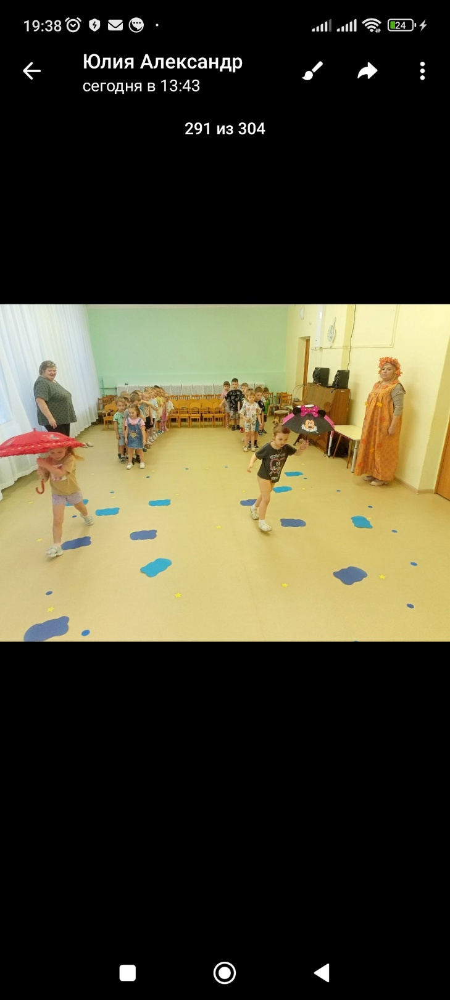 19:38
24
Юлия Александр
сегодня в 13:43
291 из 304